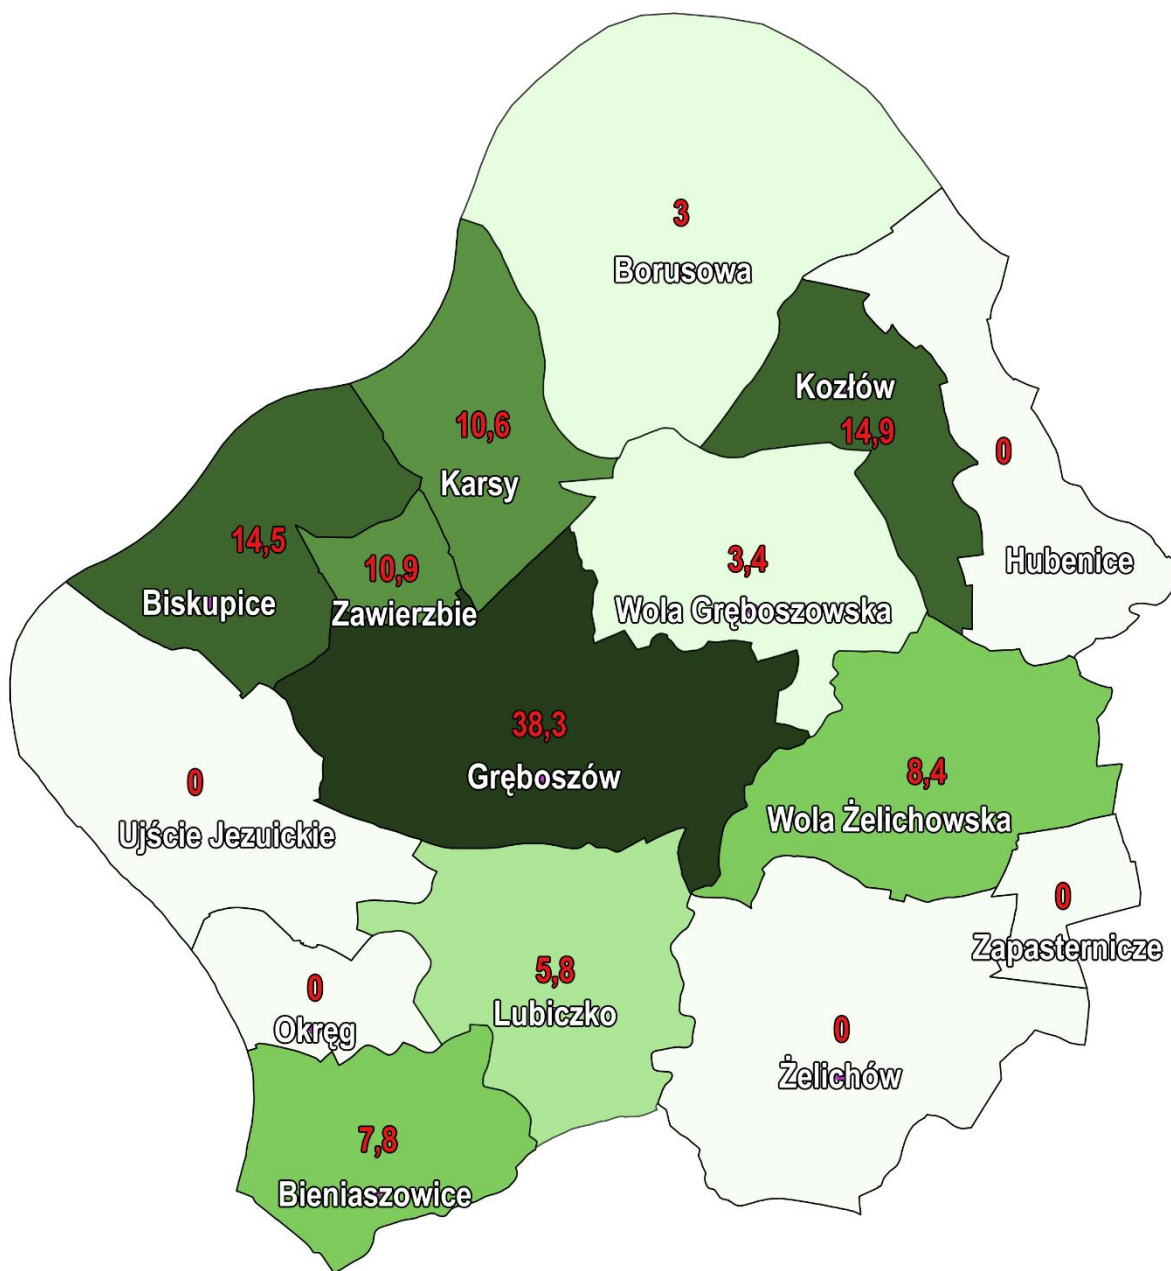 3
Borusowa
Kozłów
14,9
10,6
Karsy
0
Hubenice
14,5
Biskupice
10,9
Zawierzbie
3,4
Wola Gręboszowska
38,3
Gręboszów
8,4
Wola Żelichowska
0
Ujście Jezuickie
0
Zapasternicze
5,8
Lubiczko
0
Okręg
0
Żelichów
7,8
Bieniaszowice